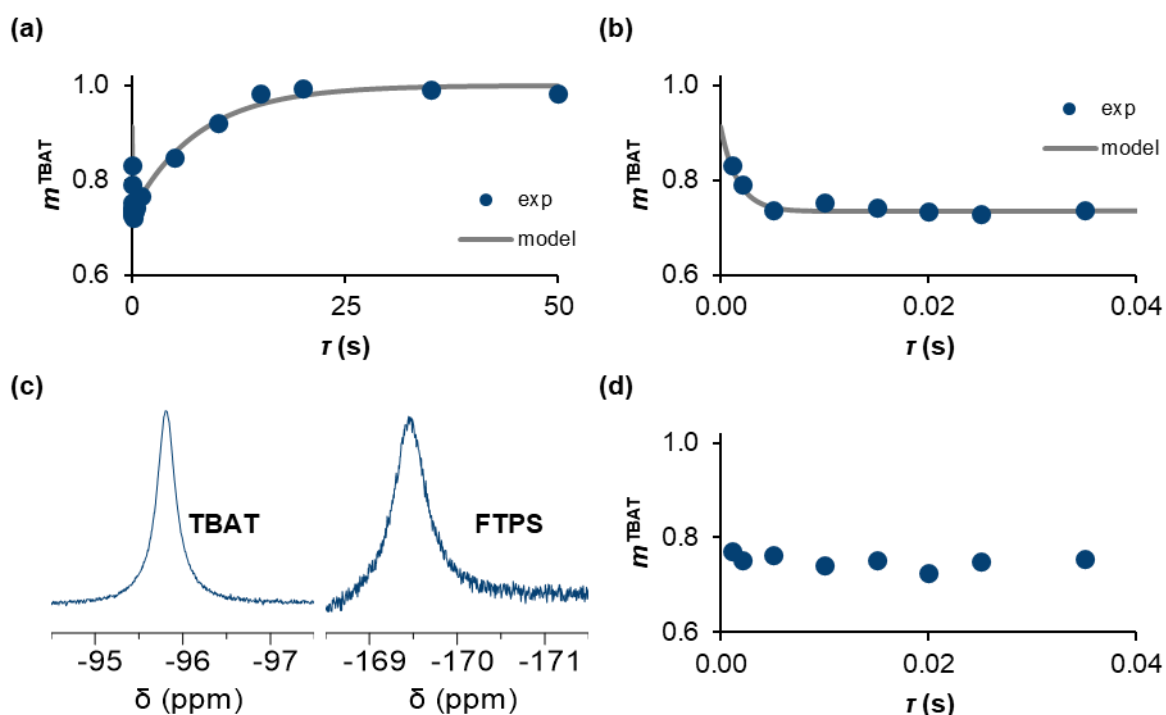 (a)
1.0
0.8
0.6
m^TBAT
exp
model
0
25
50
τ (s)
(b)
1.0
0.8
0.6
m^TBAT
exp
model
0.00
0.02
0.04
τ (s)
(c)
TBAT
FTPS
-95
-96
-97
-169
-170
-171
δ (ppm)
δ (ppm)
(d)
1.0
0.8
0.6
m^TBAT
0.00
0.02
0.04
τ (s)